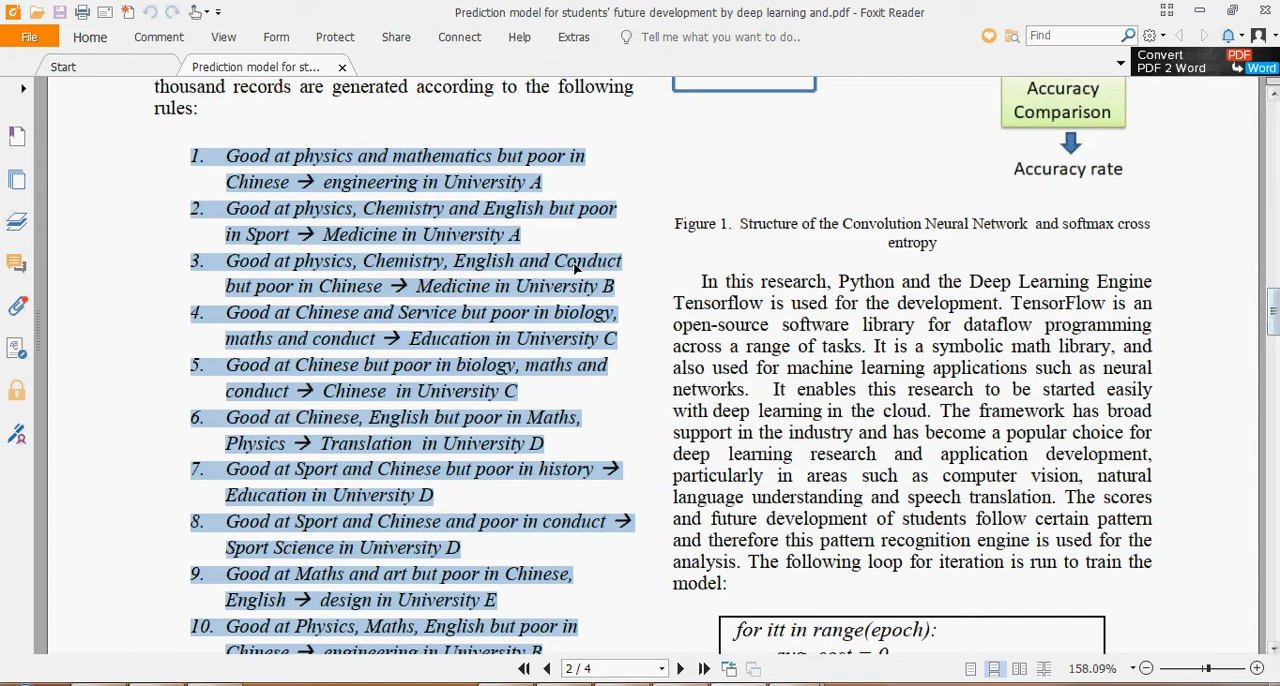 Prediction model for students' future development by deep learning and.pdf - Foxit Reader
File Home Comment View Form Protect Share Connect Help Extras Tell me what you want to do.. Find
Start Prediction model for st... Convert PDF PDF 2 Word Word
thousand records are generated according to the following
rules:
1. Good at physics and mathematics but poor in
Chinese → engineering in University A
2. Good at physics, Chemistry and English but poor
in Sport → Medicine in University A
3. Good at physics, Chemistry, English and Conduct
but poor in Chinese → Medicine in University B
4. Good at Chinese and Service but poor in biology,
maths and conduct → Education in University C
5. Good at Chinese but poor in biology, maths and
conduct → Chinese in University C
6. Good at Chinese, English but poor in Maths,
Physics → Translation in University D
7. Good at Sport and Chinese but poor in history →
Education in University D
8. Good at Sport and Chinese and poor in conduct →
Sport Science in University D
9. Good at Maths and art but poor in Chinese,
English → design in University E
10. Good at Physics, Maths, English but poor in
Chinese → engineering in University B
Accuracy
Comparison
Accuracy rate
Figure 1. Structure of the Convolution Neural Network and softmax cross
entropy
In this research, Python and the Deep Learning Engine
Tensorflow is used for the development. TensorFlow is an
open-source software library for dataflow programming
across a range of tasks. It is a symbolic math library, and
also used for machine learning applications such as neural
networks. It enables this research to be started easily
with deep learning in the cloud. The framework has broad
support in the industry and has become a popular choice for
deep learning research and application development,
particularly in areas such as computer vision, natural
language understanding and speech translation. The scores
and future development of students follow certain pattern
and therefore this pattern recognition engine is used for the
analysis. The following loop for iteration is run to train the
model:
for itt in range(epoch):
avg_cost = 0
2 / 4 158.09%